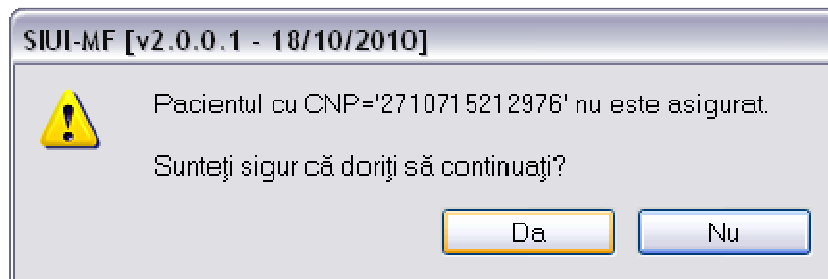 SIUI-MF [v2.0.0.1 - 18/10/2010]
Pacientul cu CNP='2710715212976' nu este asigurat.
Sunteţi sigur că doriţi să continuaţi?
Da Nu